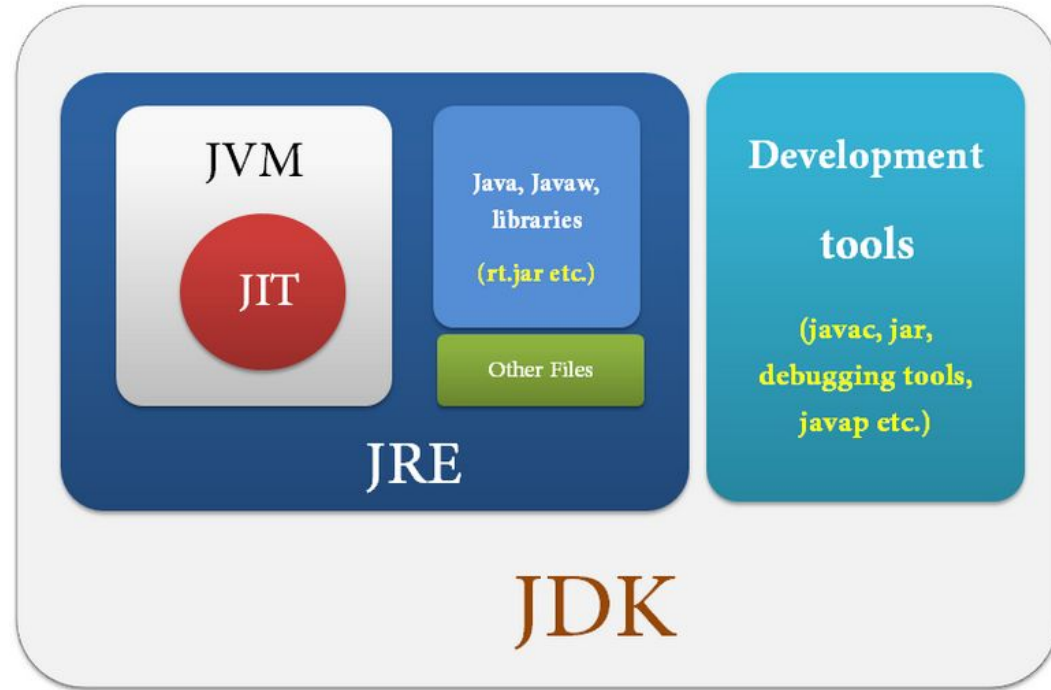 JVM
JIT
Java, Javaw,
libraries
(rt.jar etc.)
Other Files
JRE
Development
tools
(javac, jar,
debugging tools,
javap etc.)
JDK